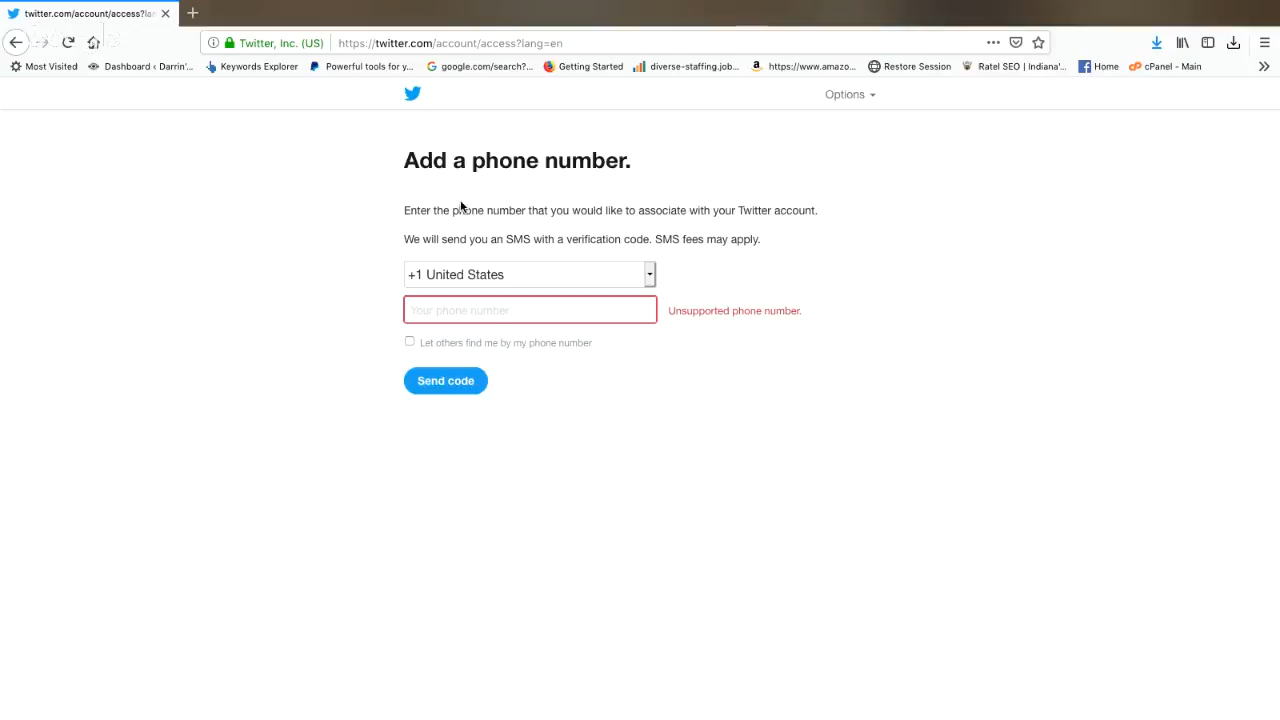 twitter.com/account/access?la
Twitter, Inc. (US)
https://twitter.com/account/access?lang=en
Most Visited
Dashboard ‹ Darrin'...
Keywords Explorer
Powerful tools for y...
google.com/search?...
Getting Started
diverse-staffing.job...
https://www.amazo...
Restore Session
Ratel SEO | Indiana'...
Home
cPanel - Main
Options
Add a phone number.
Enter the phone number that you would like to associate with your Twitter account.
We will send you an SMS with a verification code. SMS fees may apply.
+1 United States
Your phone number
Unsupported phone number.
Let others find me by my phone number
Send code